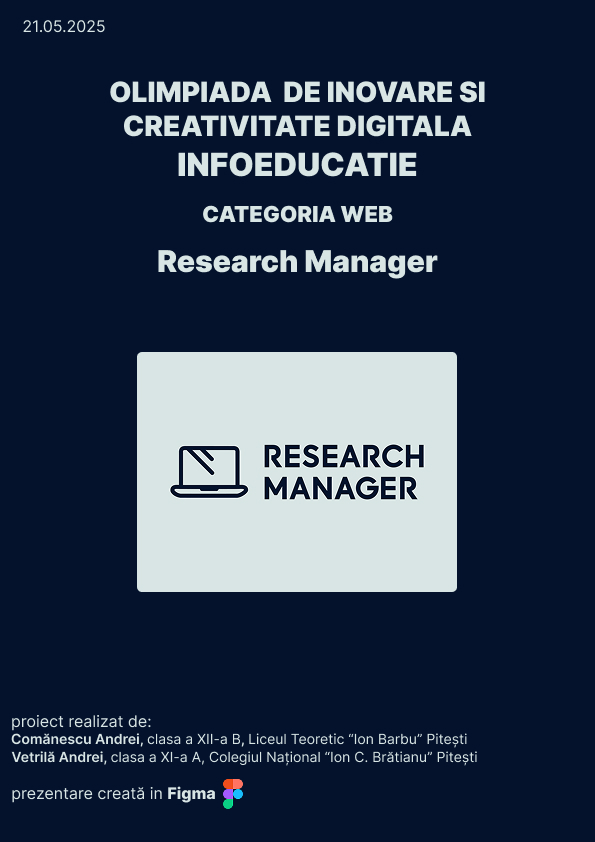 21.05.2025
OLIMPIADA DE INOVARE SI
CREATIVITATE DIGITALA
INFOEDUCATIE
CATEGORIA WEB
Research Manager
RESEARCH
MANAGER
proiect realizat de:
Comănescu Andrei, clasa a XII-a B, Liceul Teoretic “Ion Barbu” Pitești
Vetrilă Andrei, clasa a XI-a A, Colegiul Național “Ion C. Brătianu” Pitești
prezentare creată in Figma